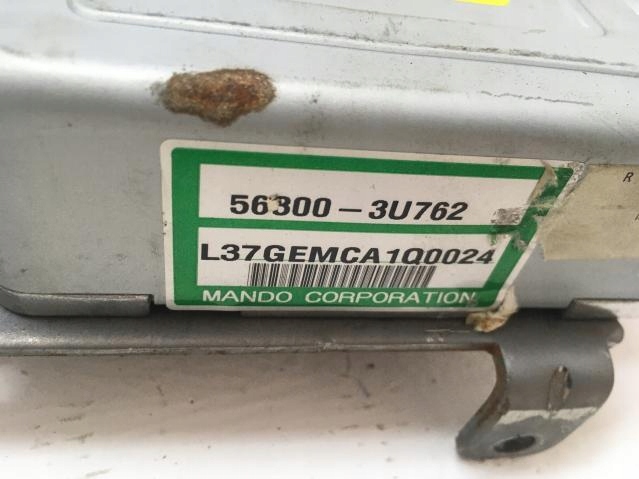 56300-3U762
L37GEMCA1Q0024
MANDO CORPORATION
R